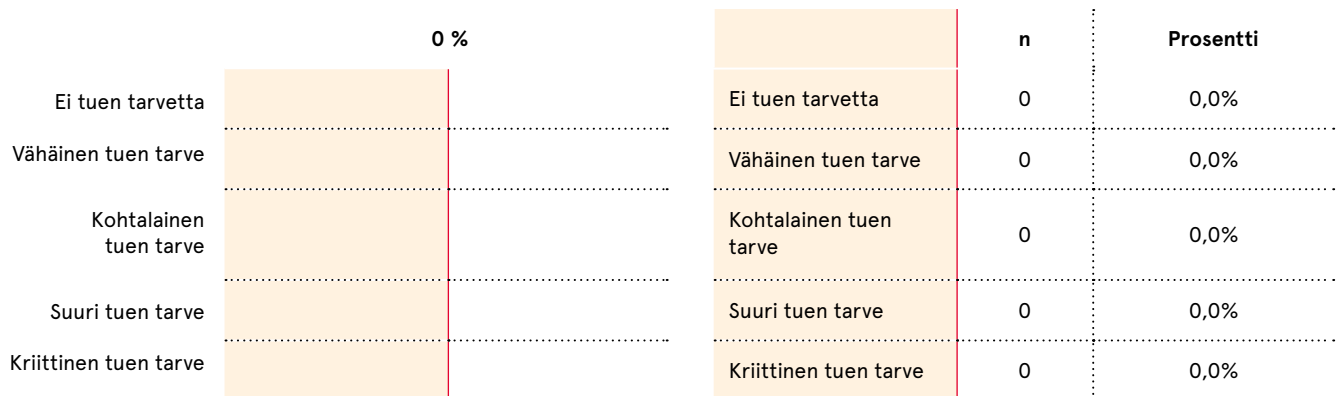 0 %
Ei tuen tarvetta
Vähäinen tuen tarve
Kohtalainen
tuen tarve
Suuri tuen tarve
Kriittinen tuen tarve
n Prosentti
Ei tuen tarvetta 0 0,0%
Vähäinen tuen tarve 0 0,0%
Kohtalainen tuen
tarve 0 0,0%
Suuri tuen tarve 0 0,0%
Kriittinen tuen tarve 0 0,0%